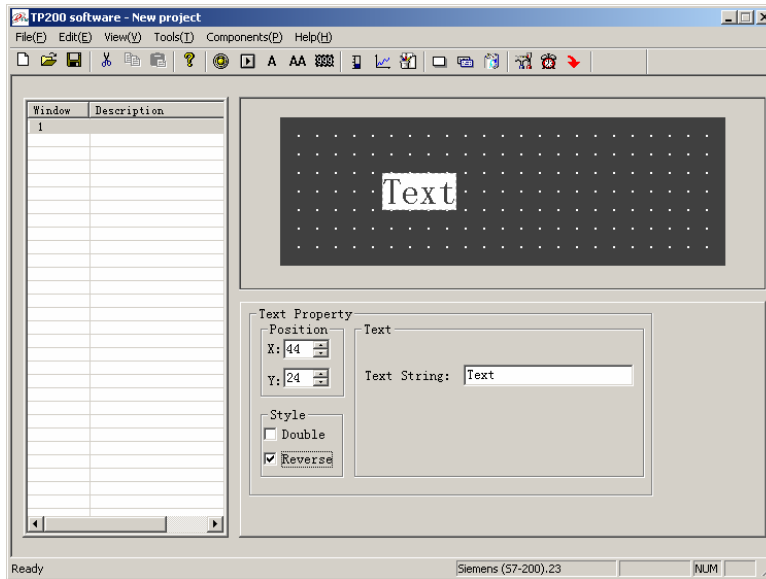 TP200 software - New project
File(F) Edit(E) View(V) Tools(T) Components(P) Help(H)
A AA
Window Description
1
Text
Text Property
Position
X: 44
Y: 24
Style
Double
Reverse
Text
Text String: Text
Ready Siemens (S7-200).23 NUM